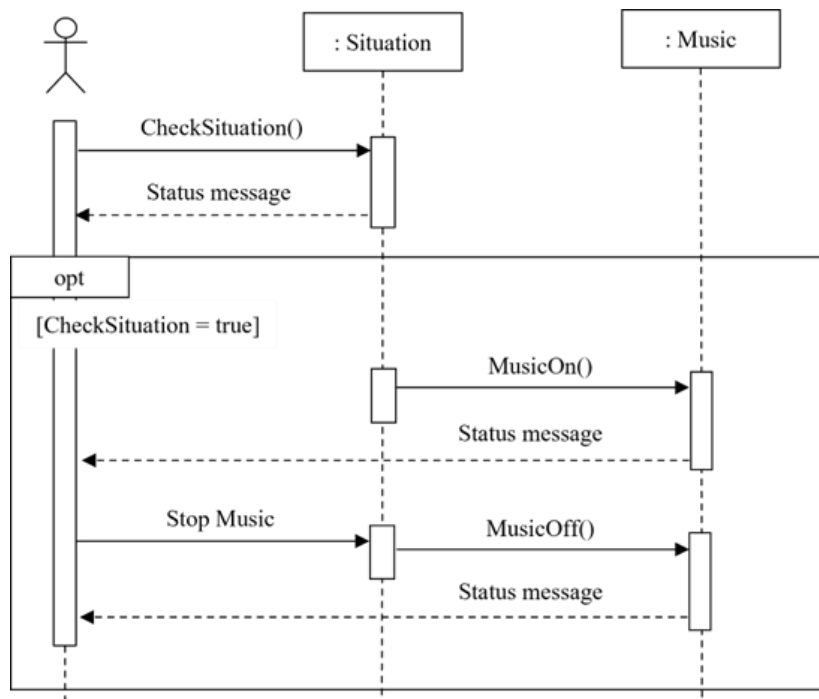 : Situation
: Music
CheckSituation()
Status message
opt
[CheckSituation = true]
MusicOn()
Status message
Stop Music
MusicOff()
Status message